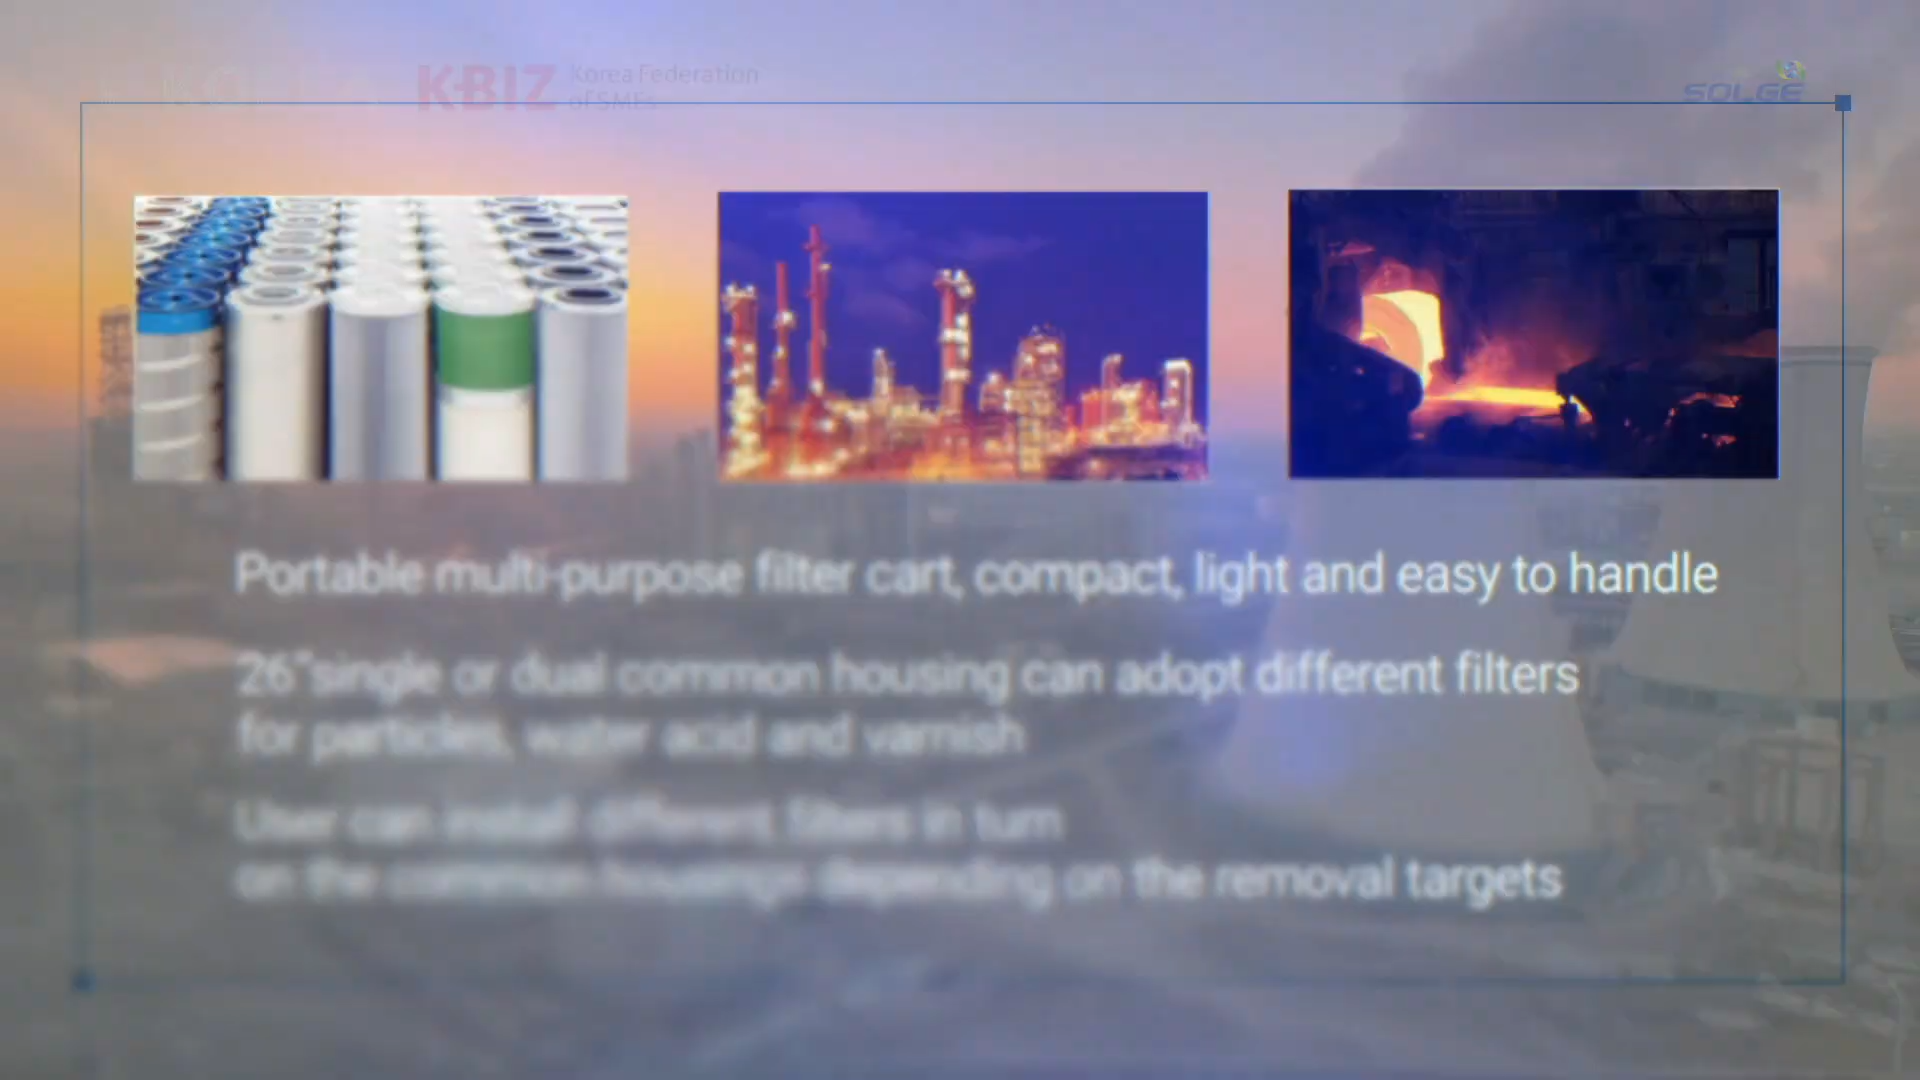 K-BIZ Korea Federation
of SMEs
SOLGE
Portable multi-purpose filter cart, compact, light and easy to handle
26"single or dual common housing can adopt different filters
for particles, water acid and varnish
User can install different filters in turn
on the common housings depending on the removal targets